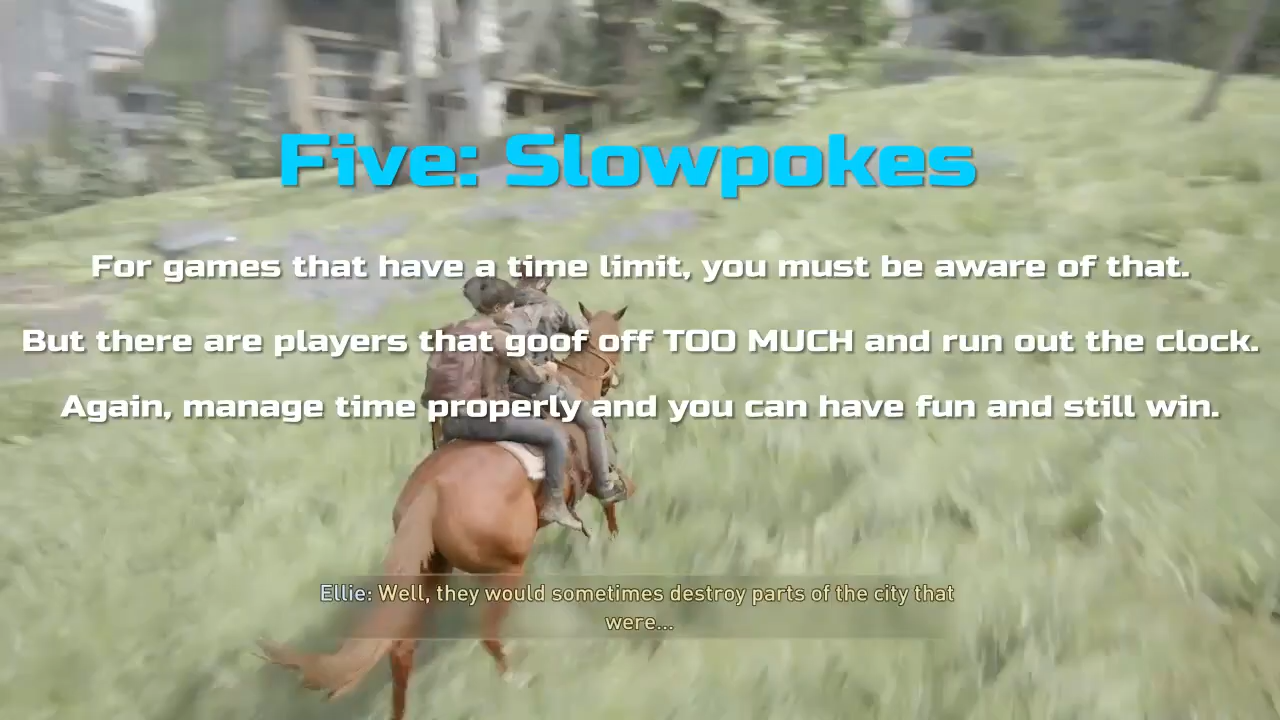 Five: Slowpokes
For games that have a time limit, you must be aware of that.
But there are players that goof off TOO MUCH and run out the clock.
Again, manage time properly and you can have fun and still win.
Ellie: Well, they would sometimes destroy parts of the city that
were...